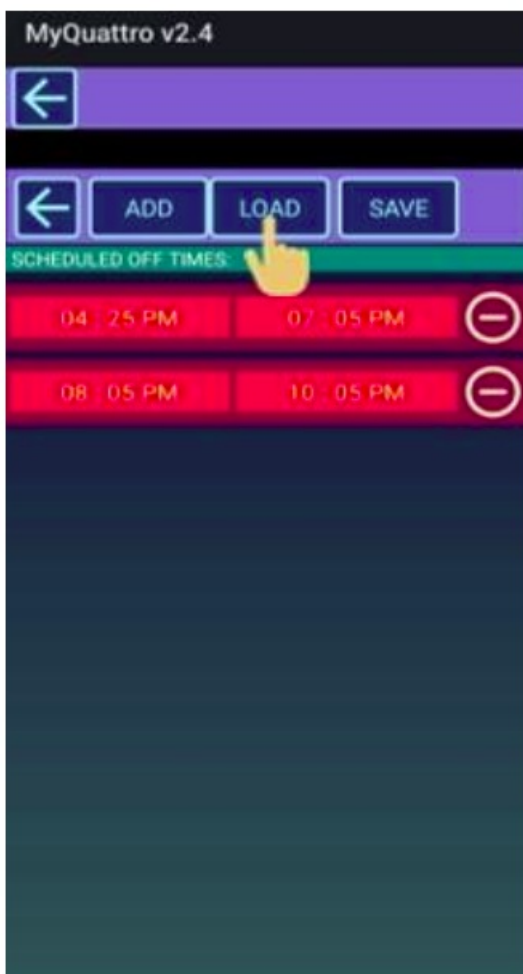 MyQuattro v2.4
ADD LOAD SAVE
SCHEDULED OFF TIMES:
04 : 25 PM 07 : 05 PM
08 : 05 PM 10 : 05 PM